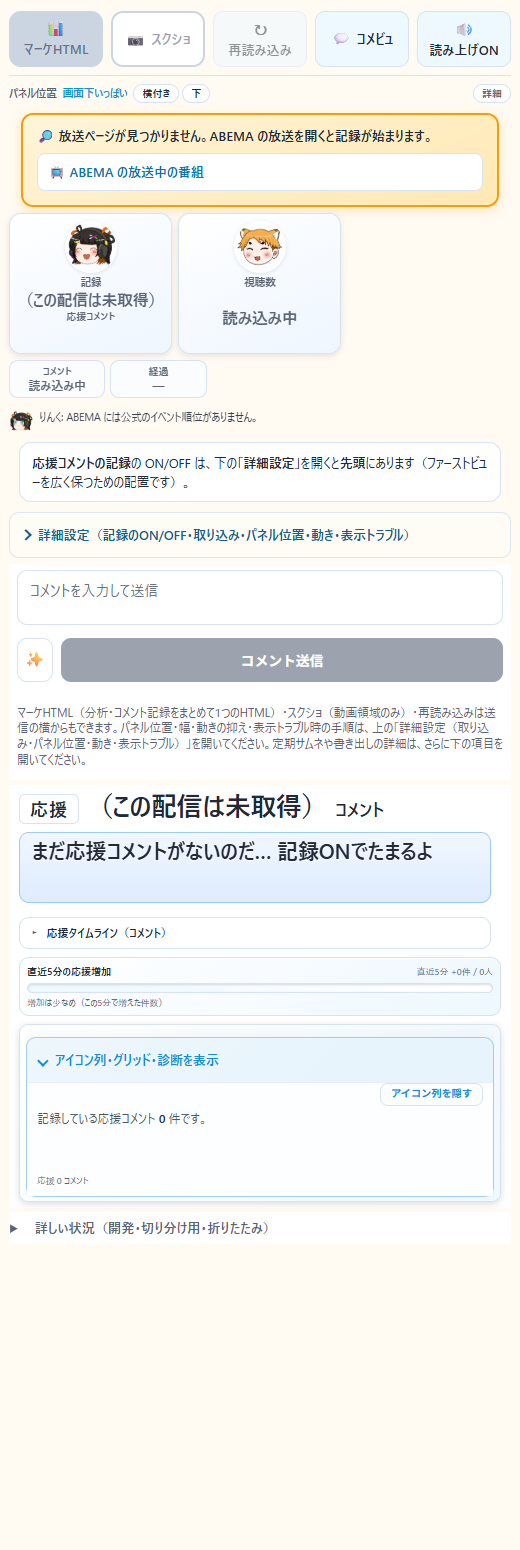 マーケHTML
スクショ
再読み込み
コメビュ
読み上げON
パネル位置 画面下いっぱい 横付き 下 詳細
放送ページが見つかりません。ABEMA の放送を開くと記録が始まります。
ABEMA の放送中の番組
記録
（この配信は未取得）
応援コメント
視聴数
読み込み中
コメント
読み込み中
経過
—
りんく: ABEMA には公式のイベント順位がありません。
応援コメントの記録の ON/OFF は、下の「詳細設定」を開くと先頭にあります（ファーストビュ
ーを広く保つための配置です）。
詳細設定（記録のON/OFF・取り込み・パネル位置・動き・表示トラブル）
コメントを入力して送信
コメント送信
マーケHTML（分析・コメント記録をまとめて1つのHTML）・スクショ（動画領域のみ）・再読み込みは送
信の横からもできます。パネル位置・幅・動きの抑え・表示トラブル時の手順は、上の「詳細設定（取り込
み・パネル位置・動き・表示トラブル）」を開いてください。定期サムネや書き出しの詳細は、さらに下の項目を
開いてください。
応援 （この配信は未取得） コメント
まだ応援コメントがないのだ… 記録ONでたまるよ
応援タイムライン（コメント）
直近5分の応援増加 直近5分 +0件 / 0人
増加は少なめ（この5分で増えた件数）
アイコン列・グリッド・診断を表示
アイコン列を隠す
記録している応援コメント 0 件です。
応援 0 コメント
詳しい状況（開発・切り分け用・折りたたみ）